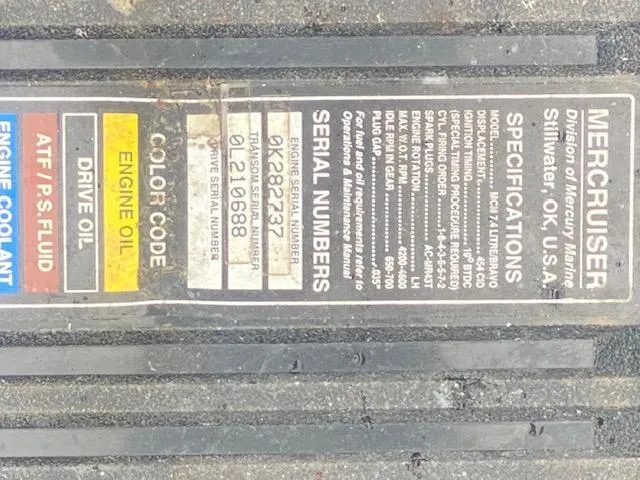 MERCRUISER
Division of Mercury Marine
Stillwater, OK, U.S.A.
SPECIFICATIONS
MODEL............ MCM 7.4 LITRE/BRAVO
DISPLACEMENT................454 CID
IGNITION TIMING..............10° BTDC
(SPECIAL TIMING PROCEDURE REQUIRED)
CYL. FIRING ORDER ....1-8-4-3-6-5-7-2
SPARK PLUGS..............AC-MR43T
ENGINE ROTATION................LH
MAX. W.O.T. RPM............4200-4600
IDLE RPM IN GEAR............650-700
PLUG GAP....................035"
For fuel and oil requirements refer to
Operations & Maintenance Manual.
SERIAL NUMBERS
ENGINE SERIAL NUMBER
0K282737
TRANSOM SERIAL NUMBER
0L210688
DRIVE SERIAL NUMBER
COLOR CODE
ENGINE OIL
DRIVE OIL
ATF / P.S. FLUID
ENGINE COOLANT